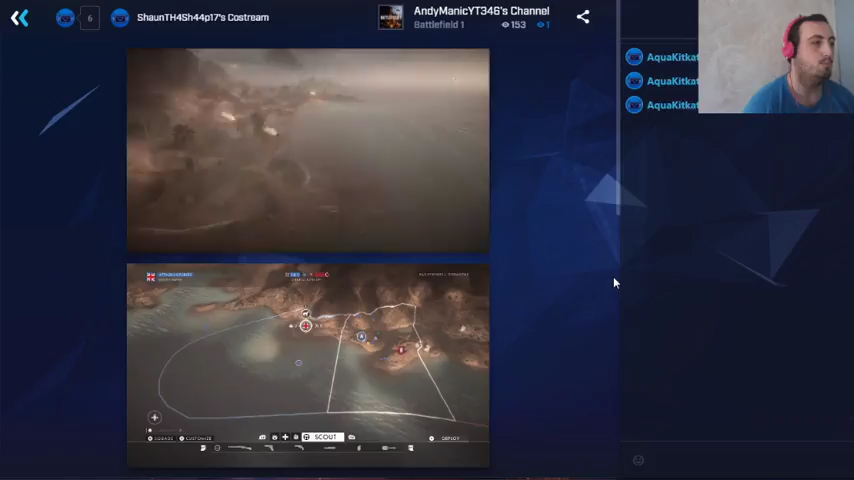 6
ShaunTH4Sh44p17's Costream
AndyManicYT346's Channel
Battlefield 1
153
1
AquaKitkat
AquaKitkat
AquaKitkat
SQUADS
CUSTOMIZE
SCOUT
DEPLOY